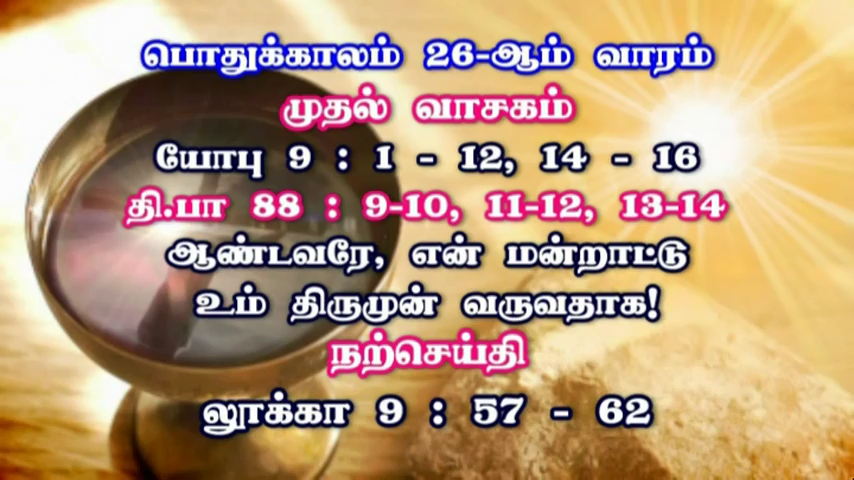 பொதுக்காலம் 26-ஆம் வாரம்
முதல் வாசகம்
யோபு 9 : 1 - 12, 14 - 16
தி.பா 88 : 9-10, 11-12, 13-14
ஆண்டவரே, என் மன்றாட்டு
உம் திருமுன் வருவதாக!
நற்செய்தி
லூக்கா 9 : 57 - 62